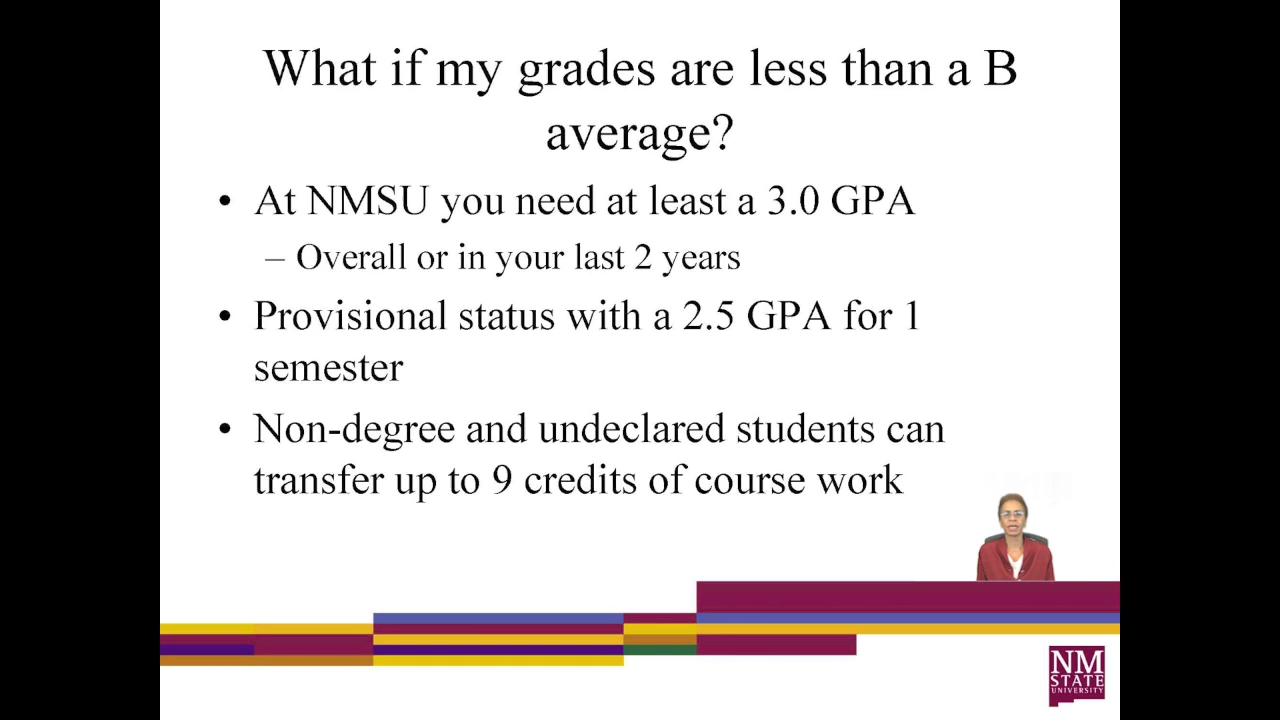 What if my grades are less than a B
average?
• At NMSU you need at least a 3.0 GPA
– Overall or in your last 2 years
• Provisional status with a 2.5 GPA for 1
semester
• Non-degree and undeclared students can
transfer up to 9 credits of course work
NM
STATE
UNIVERSITY